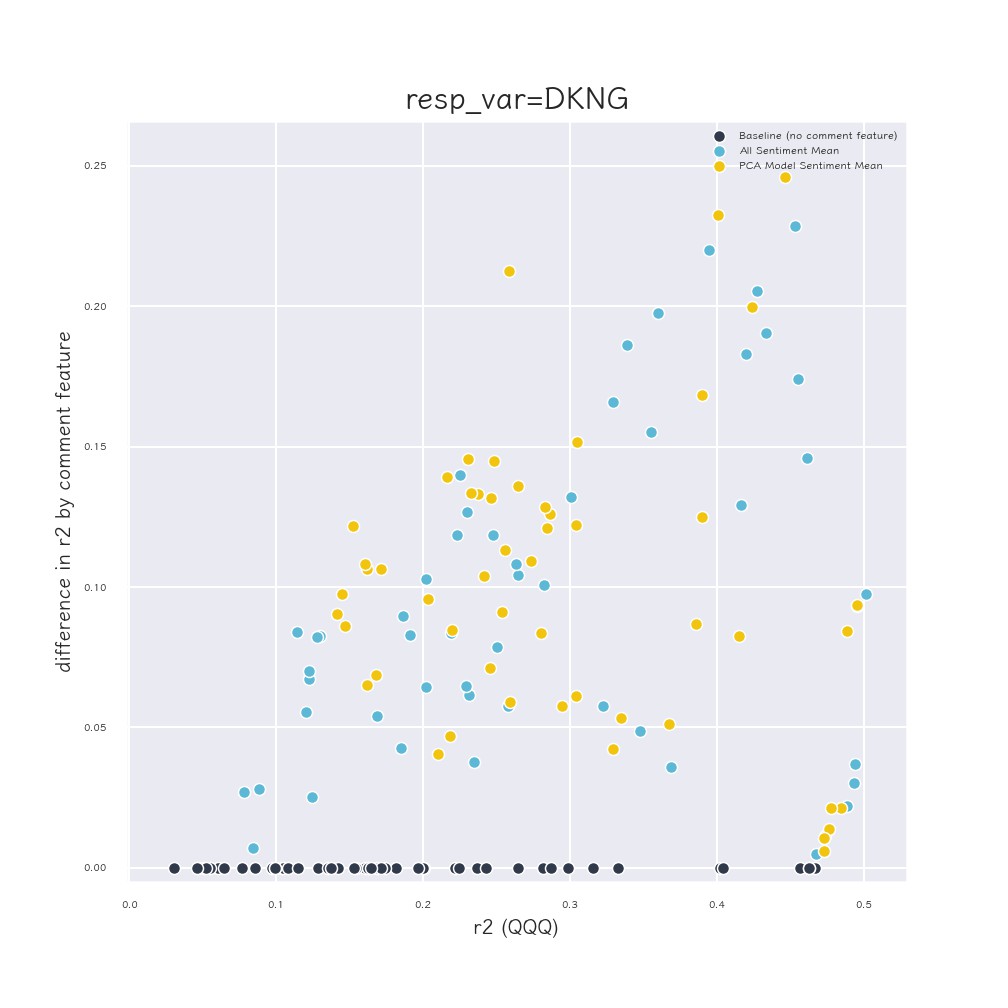 resp_var=DKNG
Baseline (no comment feature)
All Sentiment Mean
PCA Model Sentiment Mean
difference in r2 by comment feature
0.25
0.20
0.15
0.10
0.05
0.00
0.0 0.1 0.2 0.3 0.4 0.5
r2 (QQQ)